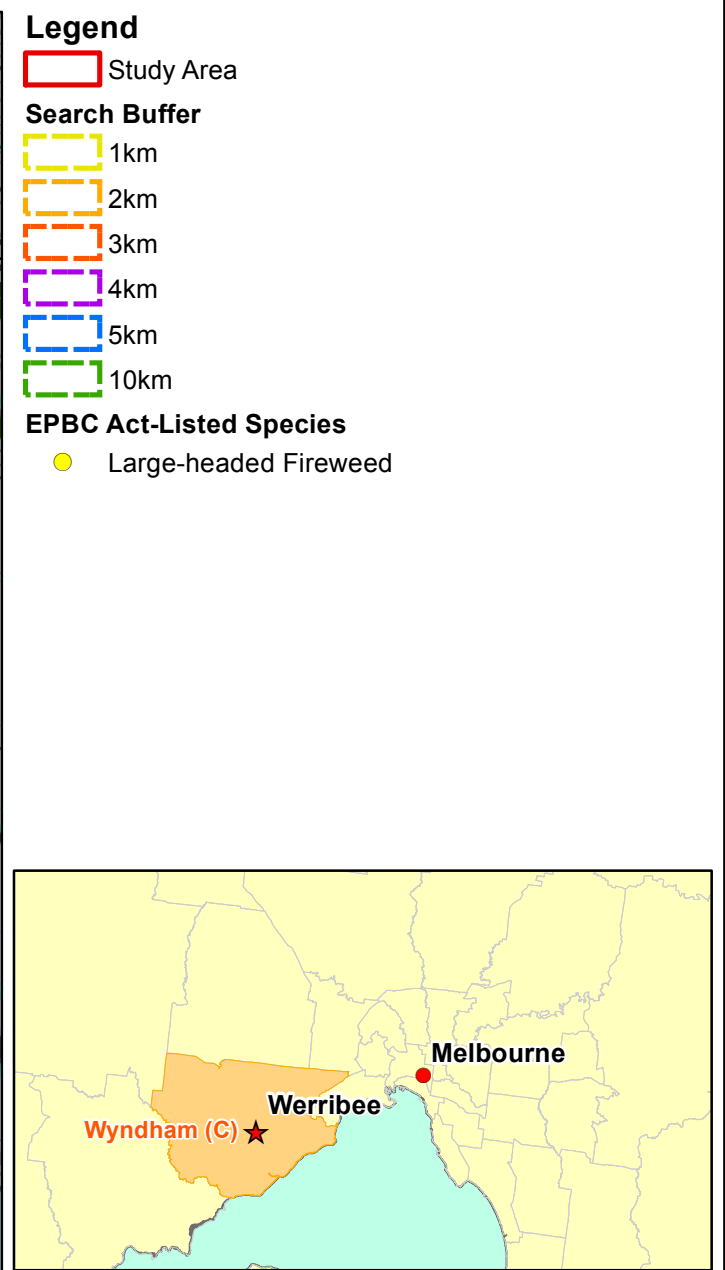 Legend
Study Area
Search Buffer
1km
2km
3km
4km
5km
10km
EPBC Act-Listed Species
Large-headed Fireweed
Melbourne
Werribee
Wyndham (C)